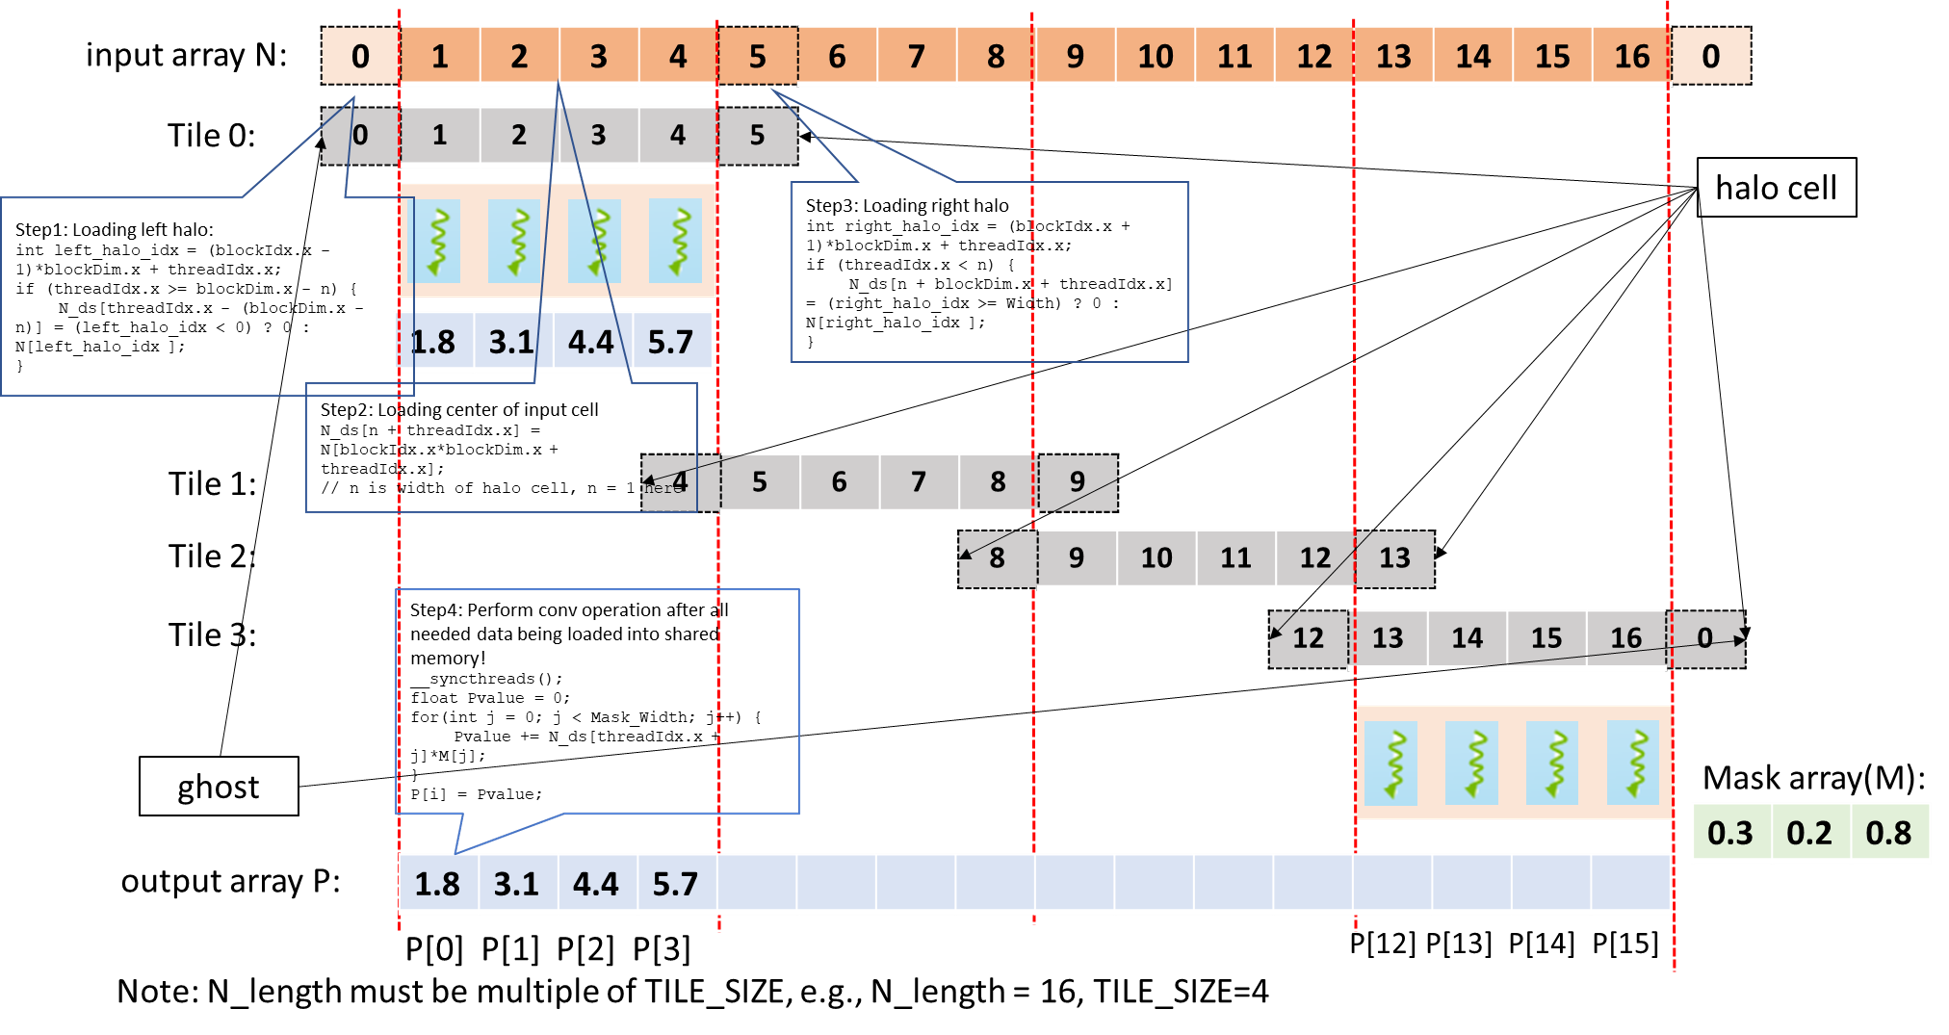 input array N: 0 1 2 3 4 5 6 7 8 9 10 11 12 13 14 15 16 0
Tile 0: 0 1 2 3 4 5
halo cell
Step1: Loading left halo:
int left_halo_idx = (blockIdx.x -
1)*blockDim.x + threadIdx.x;
if (threadIdx.x >= blockDim.x - n) {
N_ds[threadIdx.x - (blockDim.x -
n)] = (left_halo_idx < 0) ? 0 :
N[left_halo_idx ];
}
Step3: Loading right halo
int right_halo_idx = (blockIdx.x +
1)*blockDim.x + threadIdx.x;
if (threadIdx.x < n) {
N_ds[n + blockDim.x + threadIdx.x]
= (right_halo_idx >= Width) ? 0 :
N[right_halo_idx ];
}
1.8 3.1 4.4 5.7
Step2: Loading center of input cell
N_ds[n + threadIdx.x] =
N[blockIdx.x*blockDim.x +
threadIdx.x];
// n is width of halo cell, n = 1 here
Tile 1: 4 5 6 7 8 9
Tile 2: 8 9 10 11 12 13
Tile 3: 12 13 14 15 16 0
Step4: Perform conv operation after all
needed data being loaded into shared
memory!
__syncthreads();
float Pvalue = 0;
for(int j = 0; j < Mask_Width; j++) {
Pvalue += N_ds[threadIdx.x +
j]*M[j];
}
P[i] = Pvalue;
ghost
Mask array(M):
0.3 0.2 0.8
output array P: 1.8 3.1 4.4 5.7
P[0] P[1] P[2] P[3] P[12] P[13] P[14] P[15]
Note: N_length must be multiple of TILE_SIZE, e.g., N_length = 16, TILE_SIZE=4